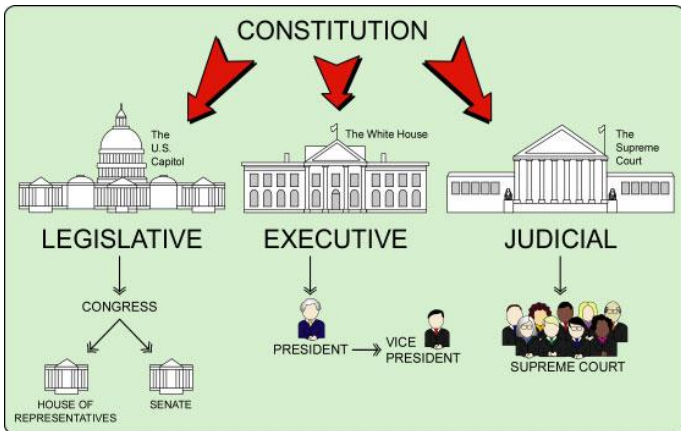 CONSTITUTION
The
U.S.
Capitol
The White House
The
Supreme
Court
LEGISLATIVE
EXECUTIVE
JUDICIAL
CONGRESS
PRESIDENT
VICE
PRESIDENT
SUPREME COURT
HOUSE OF
REPRESENTATIVES
SENATE